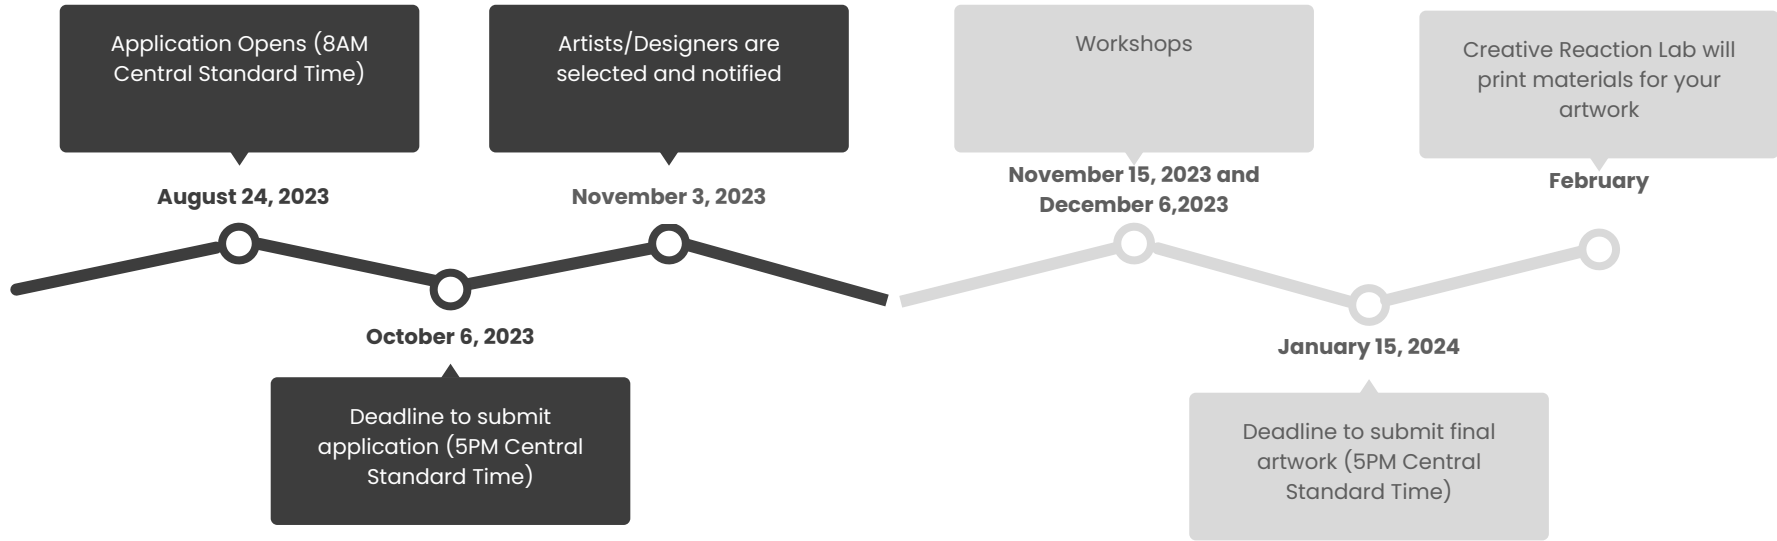 Application Opens (8AM
Central Standard Time)
August 24, 2023
October 6, 2023
Deadline to submit
application (5PM Central
Standard Time)
Artists/Designers are
selected and notified
November 3, 2023
Workshops
November 15, 2023 and
December 6,2023
January 15, 2024
Deadline to submit final
artwork (5PM Central
Standard Time)
Creative Reaction Lab will
print materials for your
artwork
February